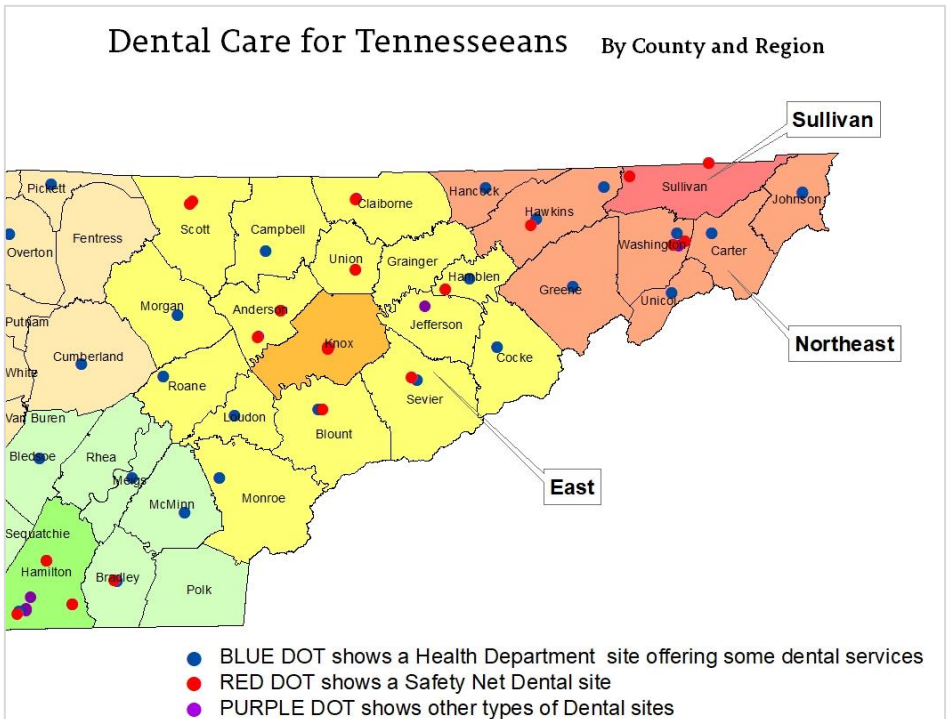 Dental Care for Tennesseeans By County and Region
Sullivan
Pickett
Hancock
Sullivan
Johnson
Claiborne
Hawkins
Scott
Campbell
Overton
Fentress
Washington
Carter
Union
Grainger
Hamblen
Greene
Unicoi
Morgan
Anderson
Putnam
Jefferson
Knox
Northeast
Cumberland
Cocke
White
Roane
Sevier
Van Buren
Loudon
Blount
Bledsoe
Rhea
Meigs
East
Monroe
McMinn
Sequatchie
Hamilton
Bradley
Polk
BLUE DOT shows a Health Department site offering some dental services
RED DOT shows a Safety Net Dental site
PURPLE DOT shows other types of Dental sites